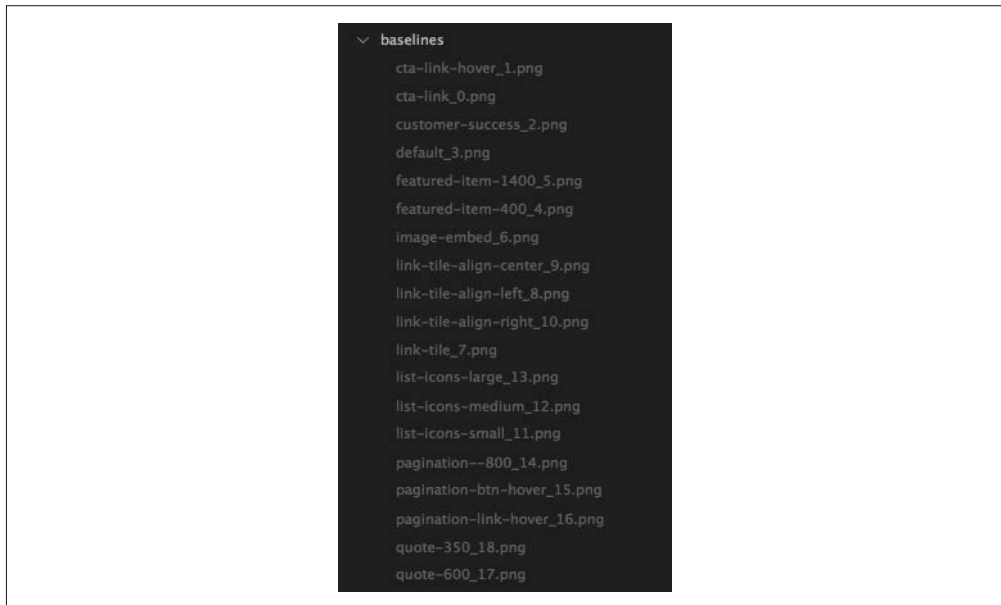 baselines
cta-link-hover_1.png
cta-link_0.png
customer-success_2.png
default_3.png
featured-item-1400_5.png
featured-item-400_4.png
image-embed_6.png
link-tile-align-center_9.png
link-tile-align-left_8.png
link-tile-align-right_10.png
link-tile_7.png
list-icons-large_13.png
list-icons-medium_12.png
list-icons-small_11.png
pagination--800_14.png
pagination-btn-hover_15.png
pagination-link-hover_16.png
quote-350_18.png
quote-600_17.png